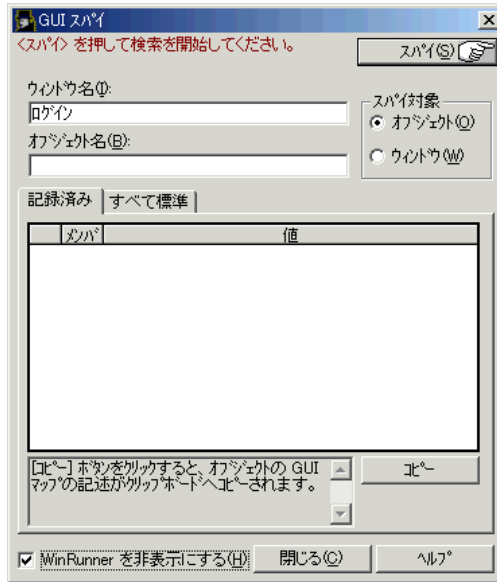 GUI スパイ
<スパイ> を押して検索を開始してください。
スパイ(S)
ウィンドウ名(I):
ログイン
スパイ対象
オブジェクト(O)
ウィンドウ(W)
オブジェクト名(B):
記録済み
すべて標準
メンバ
値
[コピー] ボタンをクリックすると、オブジェクトの GUI
マップの記述がクリップボードへコピーされます。
コピー
WinRunner を非表示にする(H)
閉じる(C)
ヘルプ